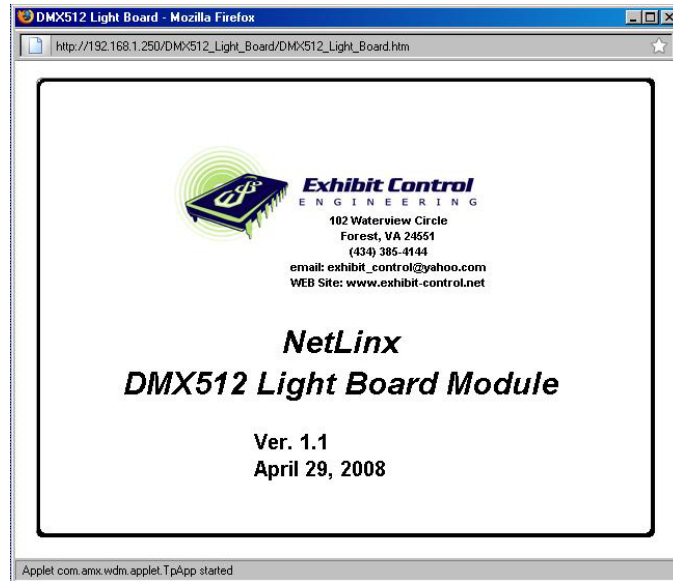 DMX512 Light Board - Mozilla Firefox
http://192.168.1.250/DMX512_Light_Board/DMX512_Light_Board.htm
Exhibit Control
ENGINEERING
102 Waterview Circle
Forest, VA 24551
(434) 385-4144
email: exhibit_control@yahoo.com
WEB Site: www.exhibit-control.net
NetLinx
DMX512 Light Board Module
Ver. 1.1
April 29, 2008
Applet com.amx.wdm.applet.TpApp started